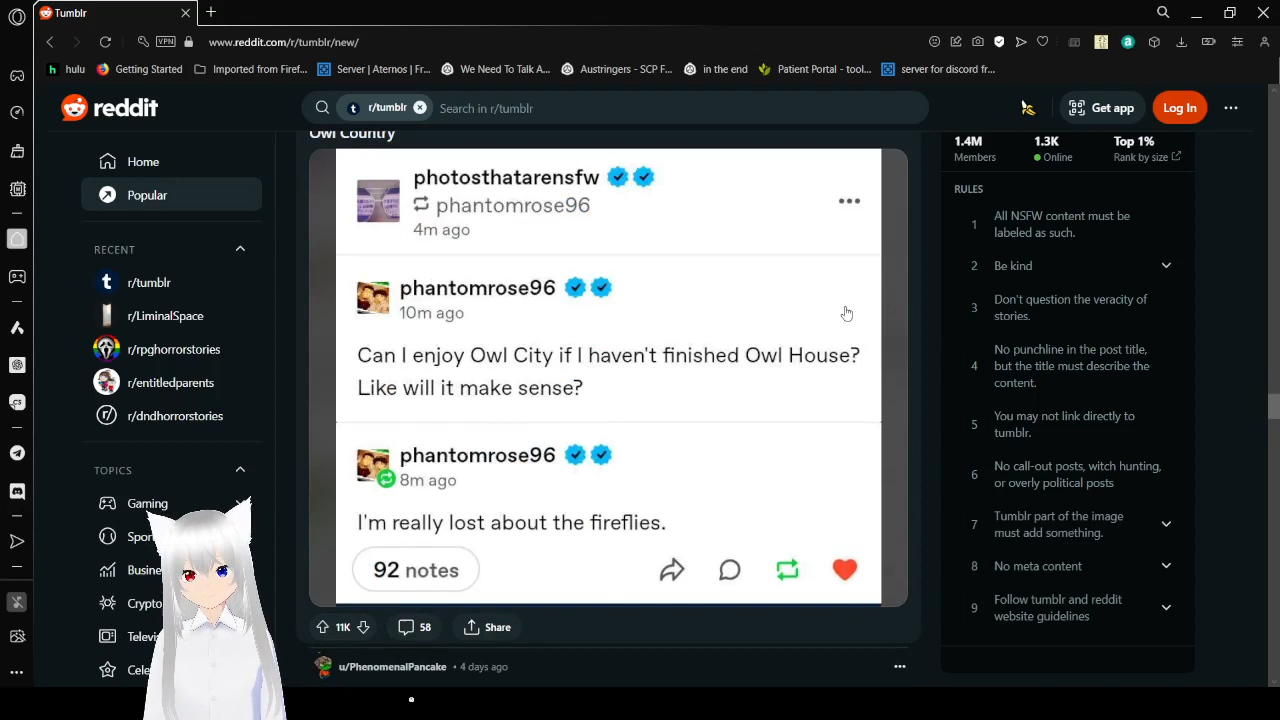 Tumblr
VPN
www.reddit.com/r/tumblr/new/
hulu
Getting Started
Imported from Firef...
Server | Aternos | Fr...
We Need To Talk A...
Austringers - SCP F...
in the end
Patient Portal - tool...
server for discord fr...
reddit
r/tumblr
Search in r/tumblr
Get app
Log In
Home
Popular
RECENT
r/tumblr
r/LiminalSpace
r/rpghorrorstories
r/entitledparents
r/dndhorrorstories
TOPICS
Gaming
Owl Country
photosthatarensfw
phantomrose96
4m ago
phantomrose96
10m ago
Can I enjoy Owl City if I haven't finished Owl House?
Like will it make sense?
phantomrose96
8m ago
I'm really lost about the fireflies.
92 notes
11K
58
Share
u/PhenomenalPancake • 4 days ago
1.4M
Members
1.3K
Online
Top 1%
Rank by size
RULES
1
All NSFW content must be
labeled as such.
2
Be kind
3
Don't question the veracity of
stories.
4
No punchline in the post title,
but the title must describe the
content.
5
You may not link directly to
tumblr.
6
No call-out posts, witch hunting,
or overly political posts
7
Tumblr part of the image
must add something.
8
No meta content
9
Follow tumblr and reddit
website guidelines